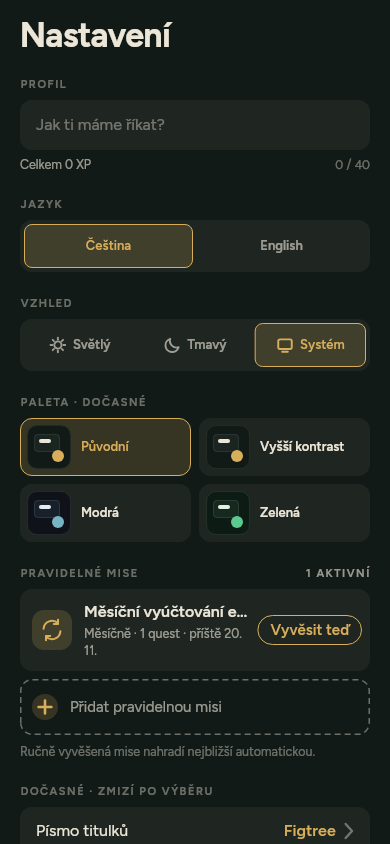 Nastavení
PROFIL
Jak ti máme říkat?
Celkem 0 XP
0 / 40
JAZYK
Čeština
English
VZHLED
Světlý
Tmavý
Systém
PALETA · DOČASNÉ
Původní
Vyšší kontrast
Modrá
Zelená
PRAVIDELNÉ MISE
1 AKTIVNÍ
Měsíční vyúčtování e...
Měsíčně · 1 quest · příště 20.
11.
Vyvěsit teď
Přidat pravidelnou misi
Ručně vyvěšená mise nahradí nejbližší automatickou.
DOČASNÉ · ZMIZÍ PO VÝBĚRU
Písmo titulků
Figtree